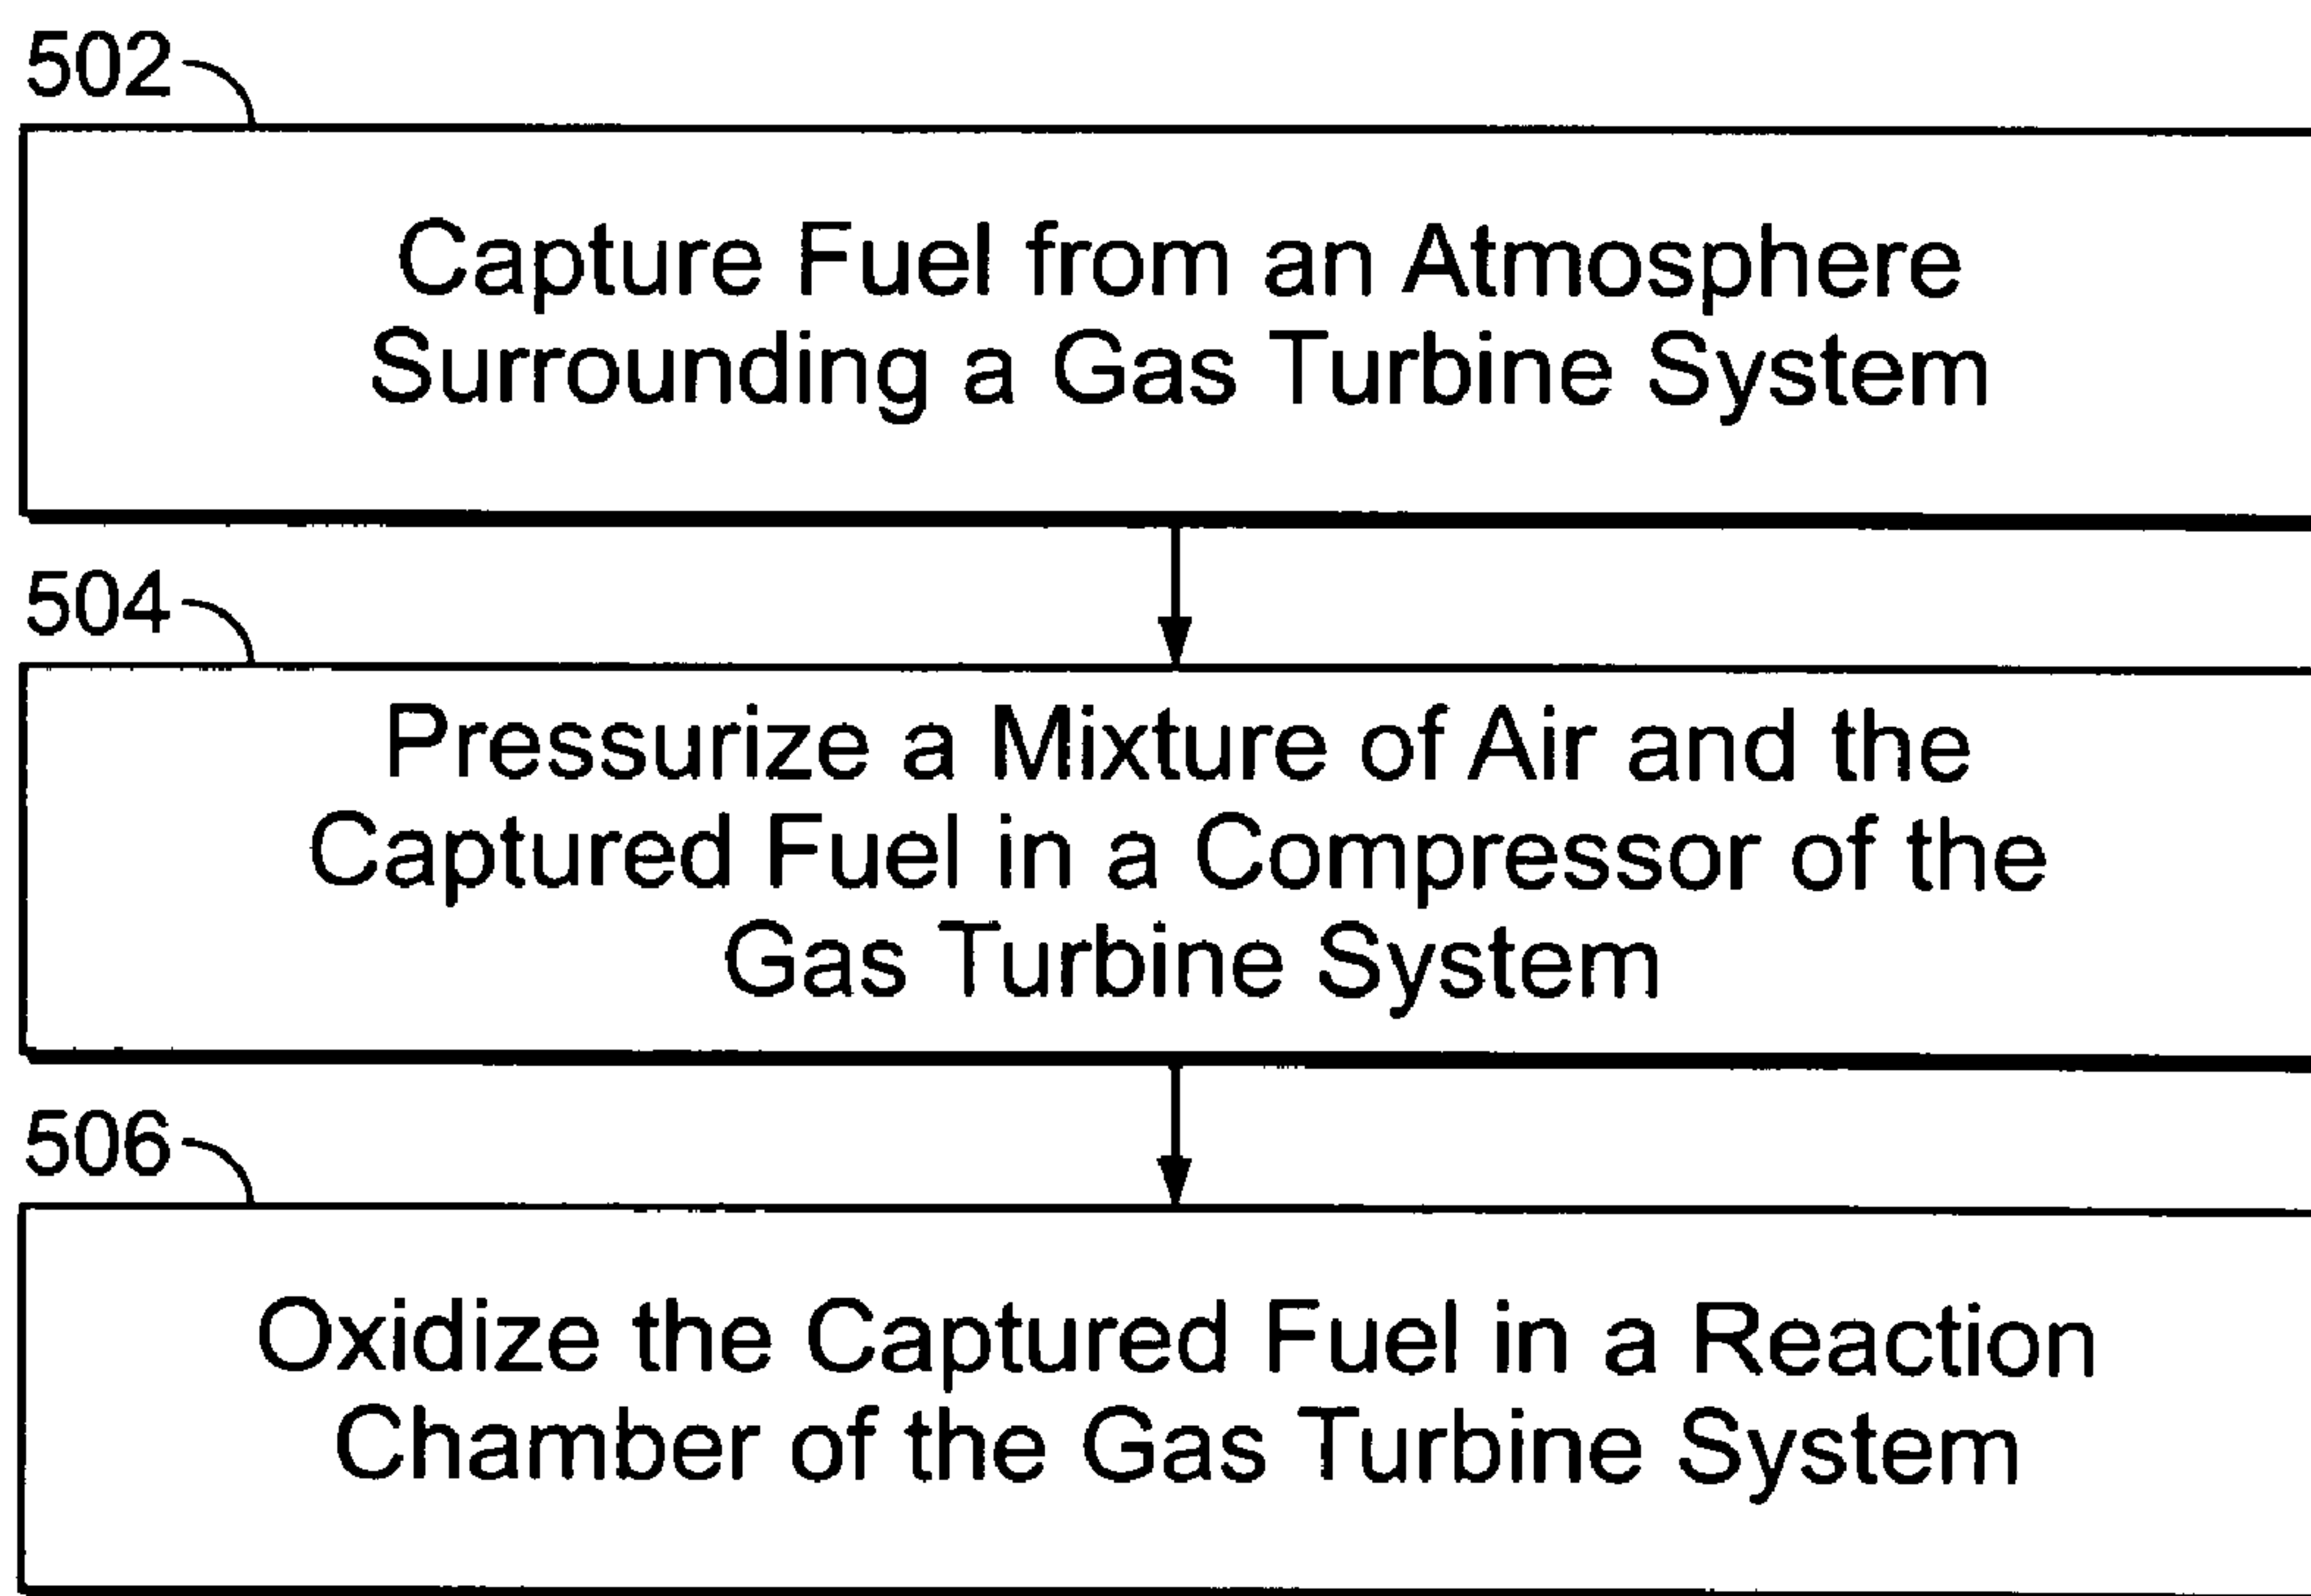 502
Capture Fuel from an Atmosphere
Surrounding a Gas Turbine System
504
Pressurize a Mixture of Air and the
Captured Fuel in a Compressor of the
Gas Turbine System
506
Oxidize the Captured Fuel in a Reaction
Chamber of the Gas Turbine System